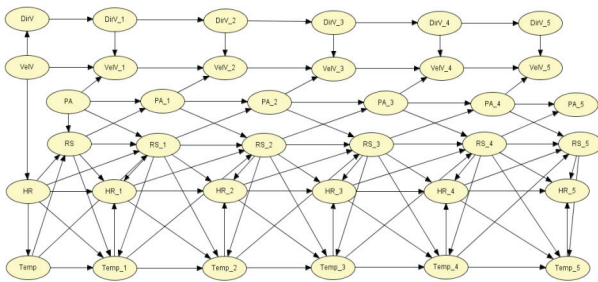 DirV DirV_1 DirV_2 DirV_3 DirV_4 DirV_5
VelV VelV_1 VelV_2 VelV_3 VelV_4 VelV_5
PA PA_1 PA_2 PA_3 PA_4 PA_5
RS RS_1 RS_2 RS_3 RS_4 RS_5
HR HR_1 HR_2 HR_3 HR_4 HR_5
Temp Temp_1 Temp_2 Temp_3 Temp_4 Temp_5